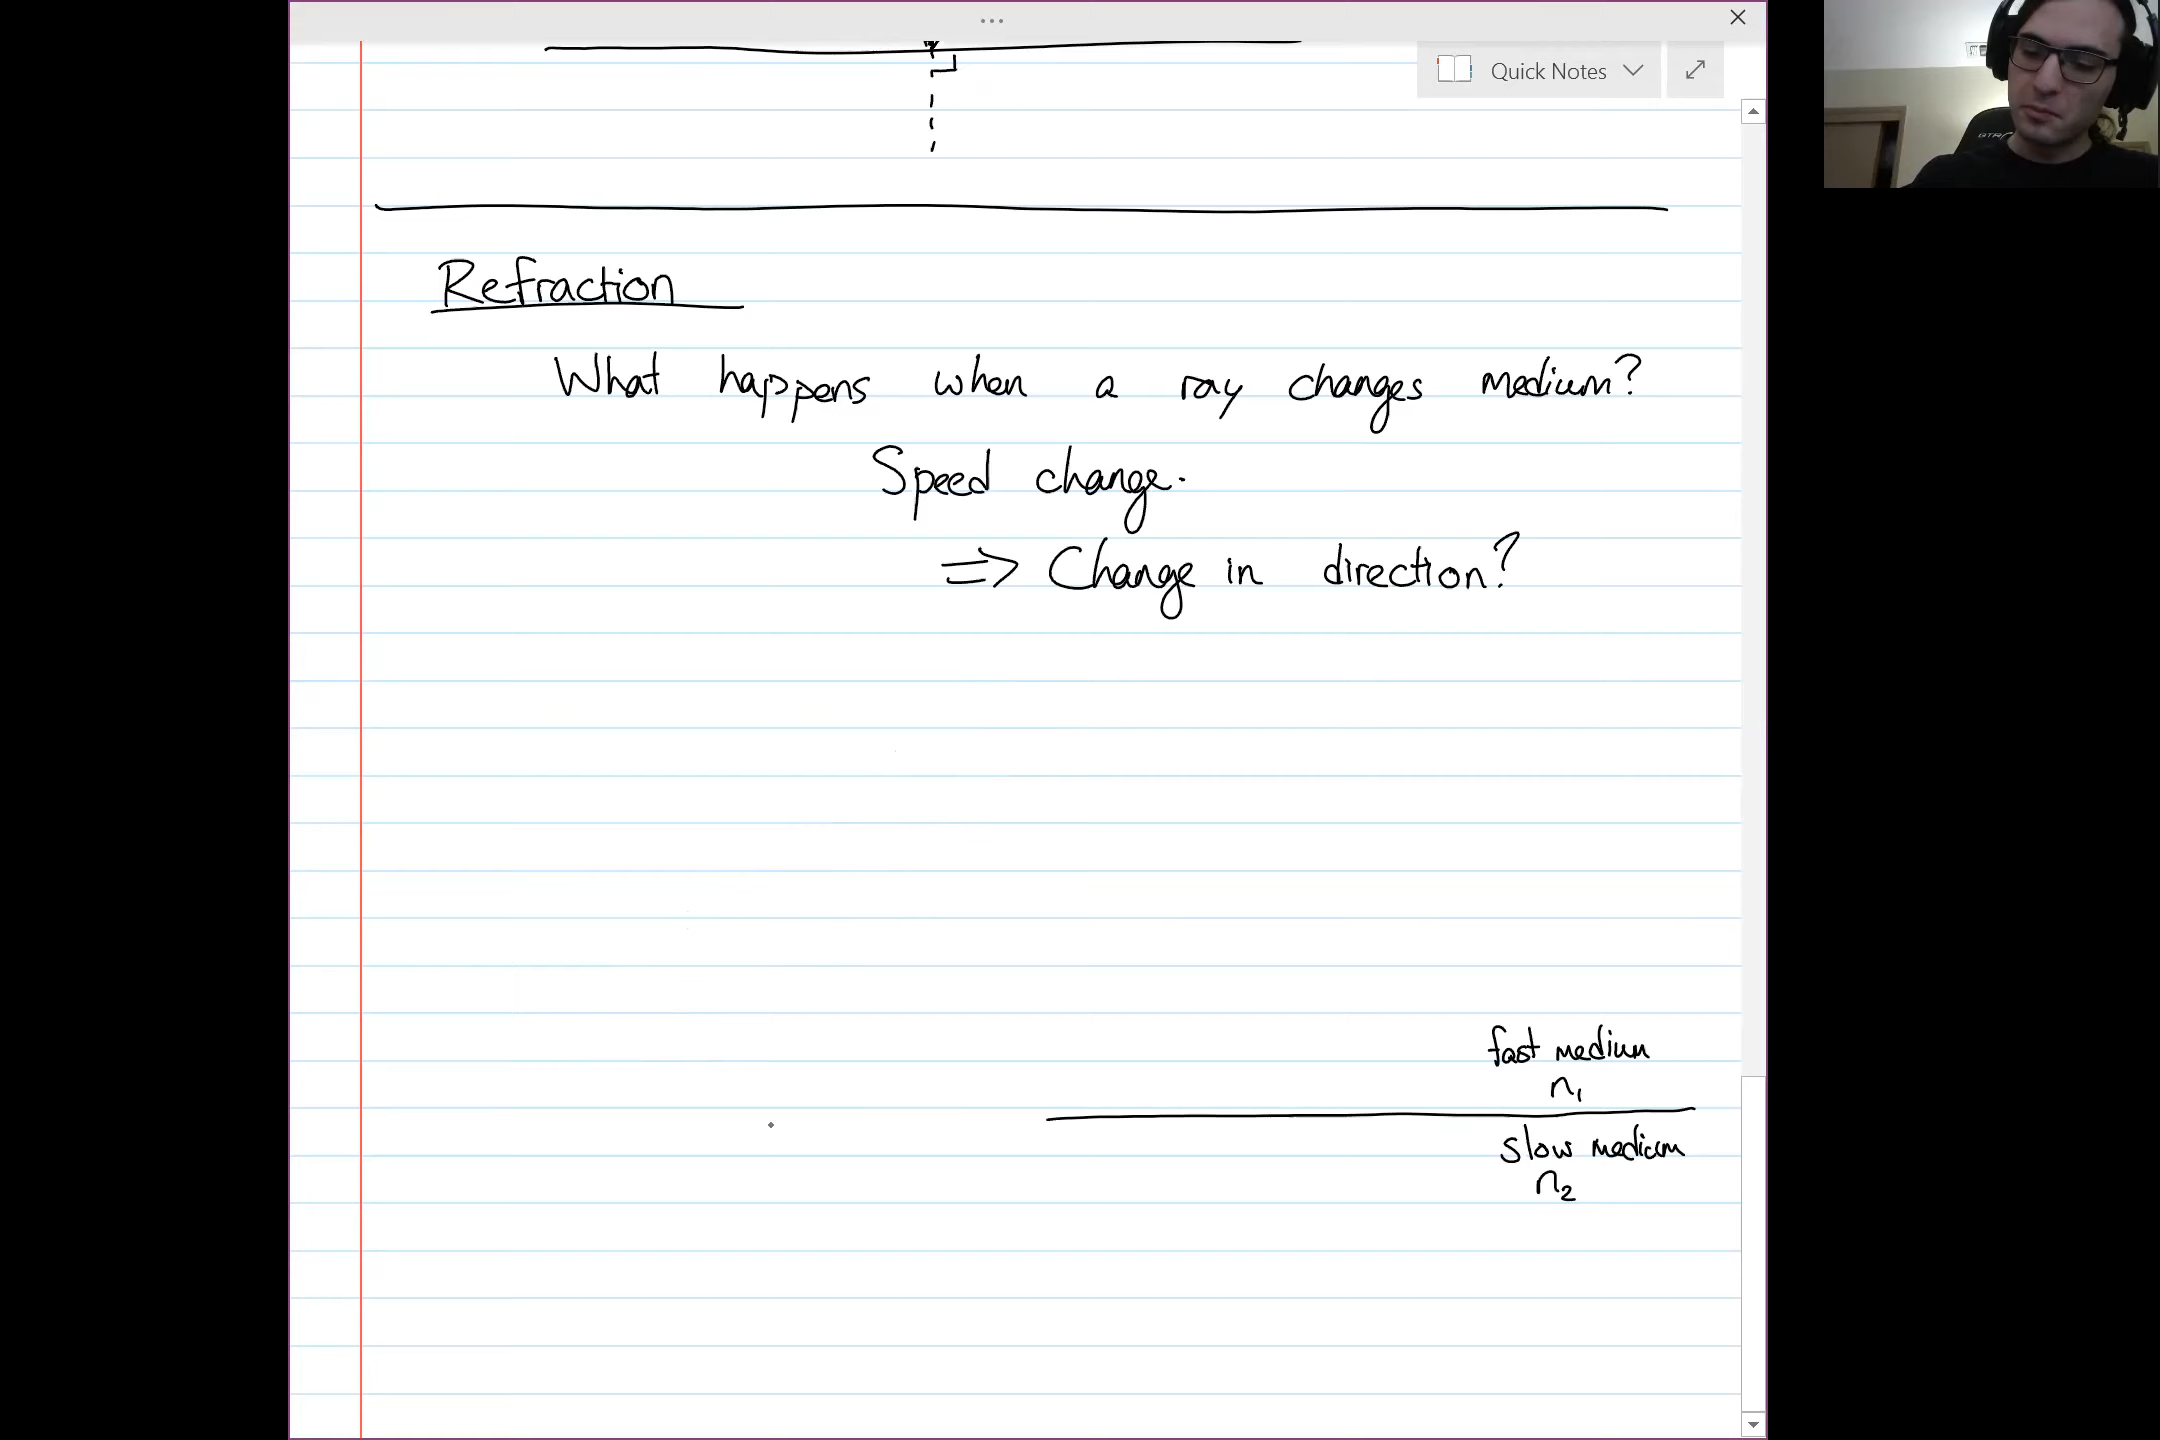 Quick Notes
Refraction
What happens when a ray changes medium?
Speed change.
⇒ Change in direction?
fast medium
n₁
slow medium
n₂